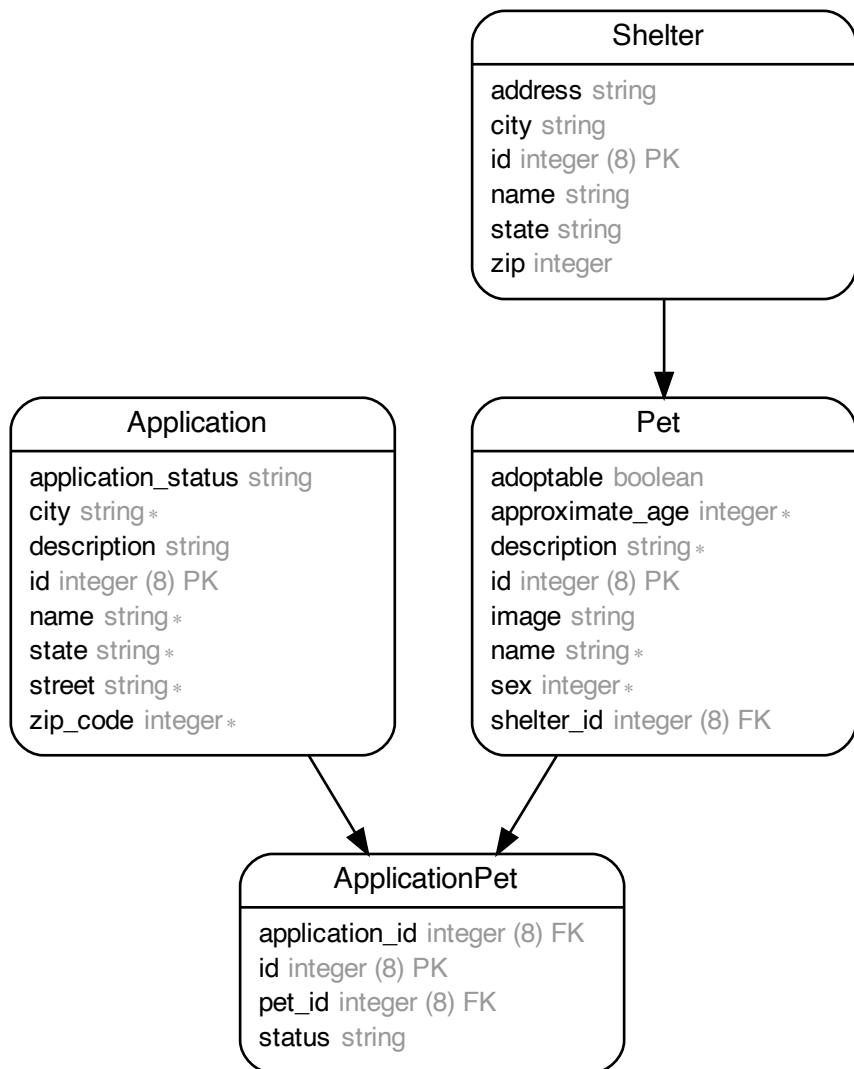 Shelter
address string
city string
id integer (8) PK
name string
state string
zip integer
Application
application_status string
city string *
description string
id integer (8) PK
name string *
state string *
street string *
zip_code integer *
Pet
adoptable boolean
approximate_age integer *
description string *
id integer (8) PK
image string
name string *
sex integer *
shelter_id integer (8) FK
ApplicationPet
application_id integer (8) FK
id integer (8) PK
pet_id integer (8) FK
status string